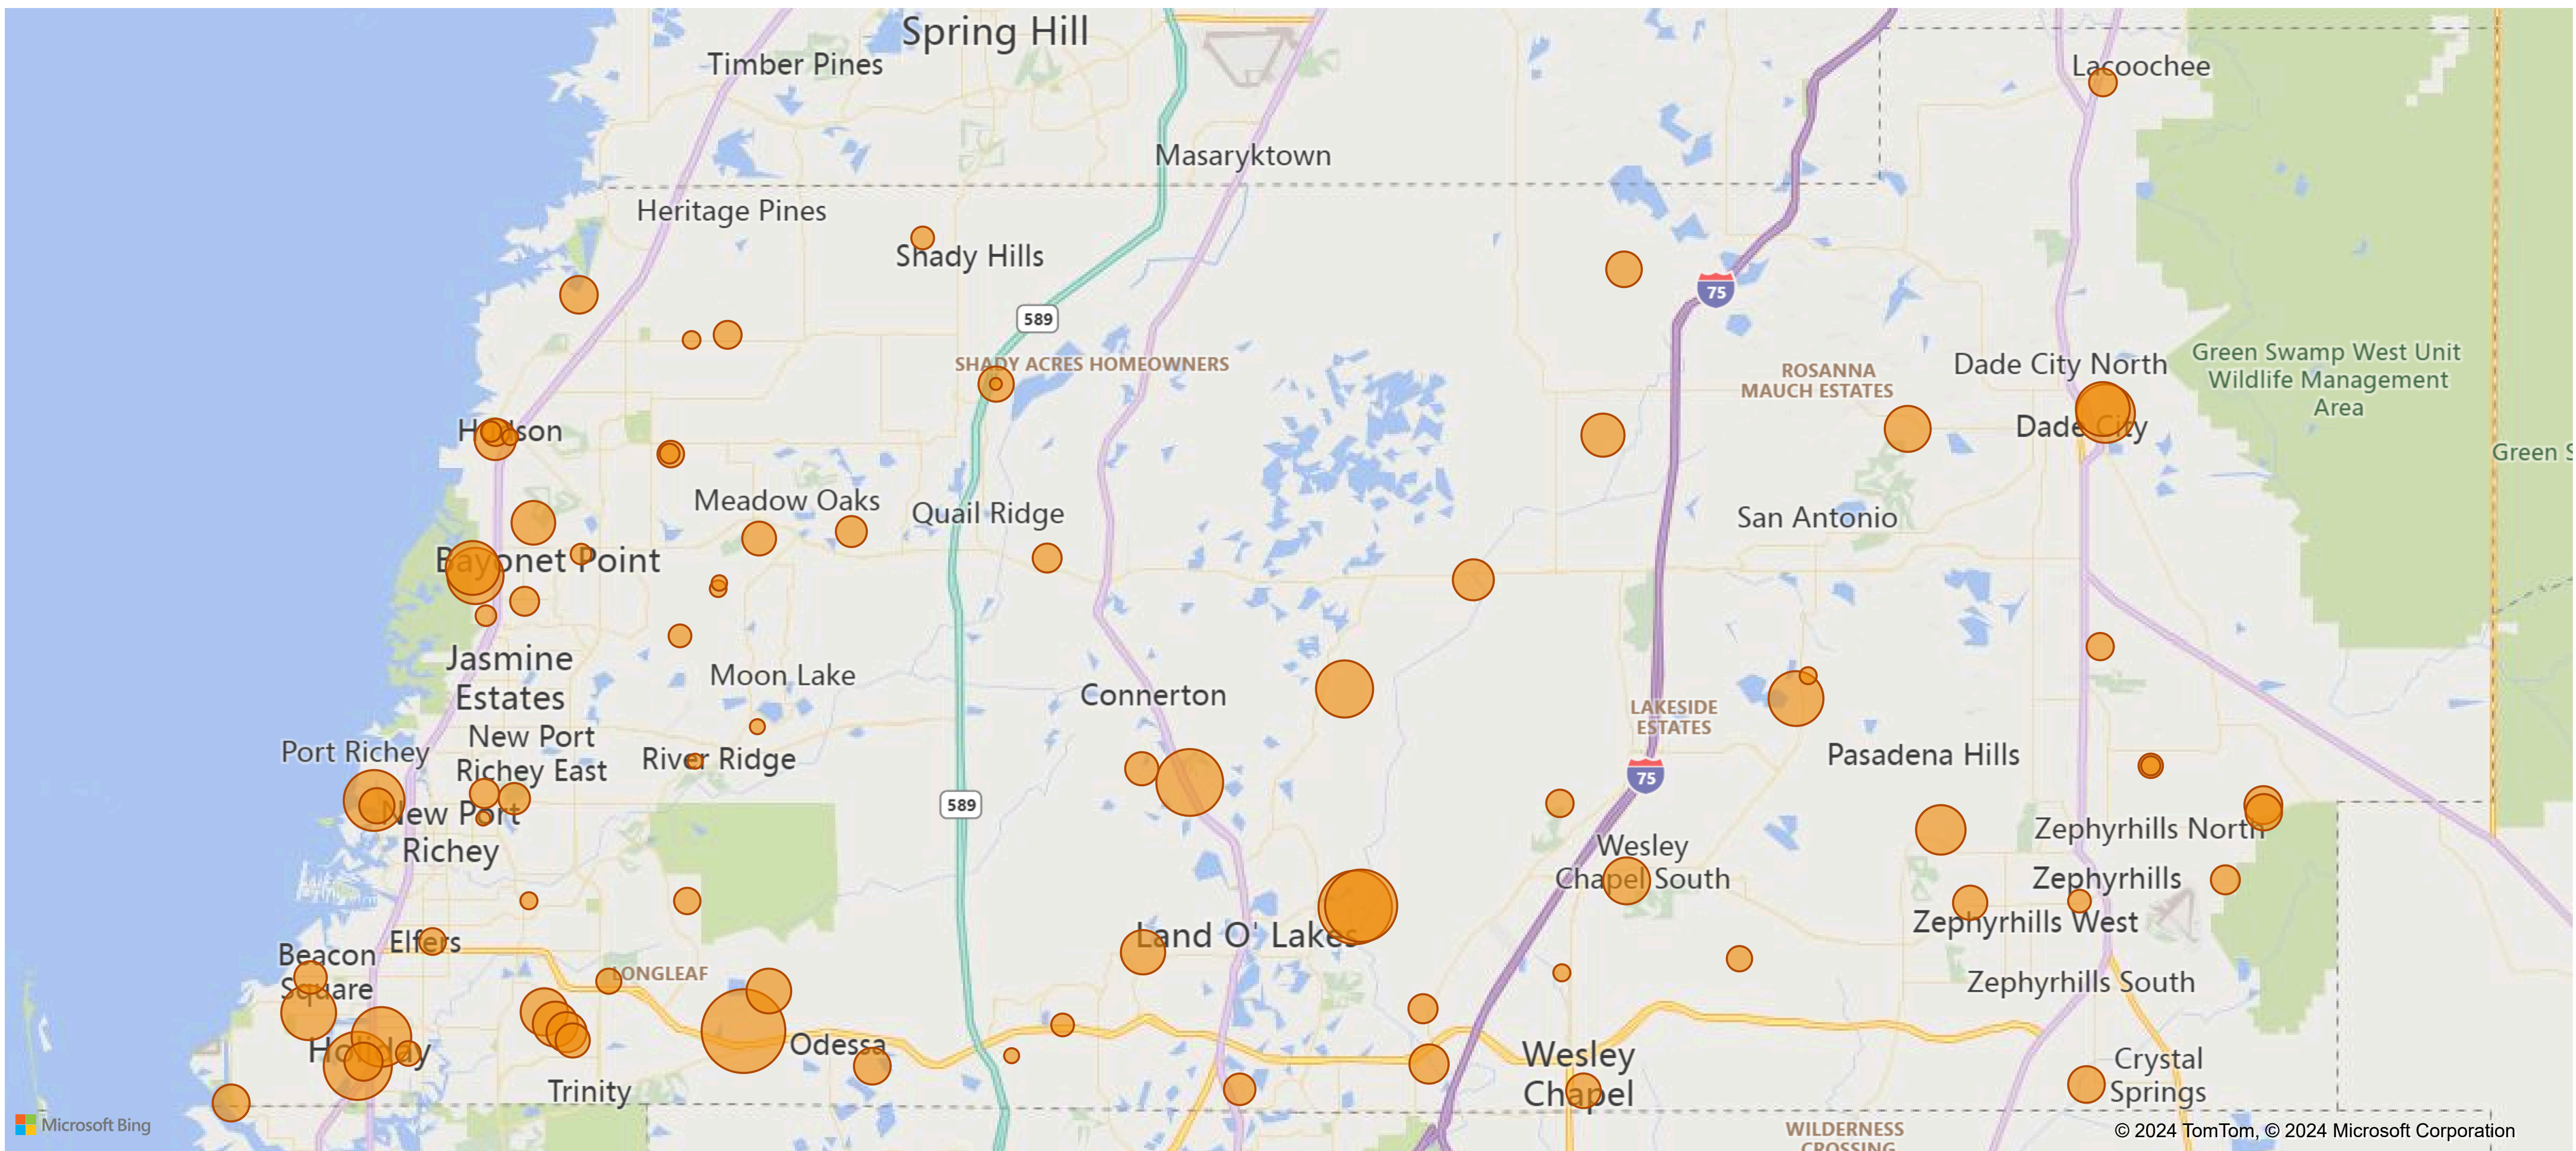 Spring Hill
Timber Pines
Lacoochee
Masaryktown
Heritage Pines
Shady Hills
75
589
SHADY ACRES HOMEOWNERS
ROSANNA
MAUCH ESTATES
Dade City North
Green Swamp West Unit
Wildlife Management
Area
Dade City
Hudson
Green S
Meadow Oaks
Quail Ridge
San Antonio
Bayonet Point
Jasmine
Estates
Moon Lake
Connerton
LAKESIDE
ESTATES
Port Richey
New Port
Richey East
River Ridge
Pasadena Hills
75
589
New Port
Richey
Zephyrhills North
Wesley
Chapel South
Zephyrhills
Zephyrhills West
Land O' Lakes
Elfers
Beacon
Square
LONGLEAF
Zephyrhills South
Holiday
Odessa
Trinity
Wesley
Chapel
Crystal
Springs
Microsoft Bing
WILDERNESS
CROSSING
© 2024 TomTom, © 2024 Microsoft Corporation